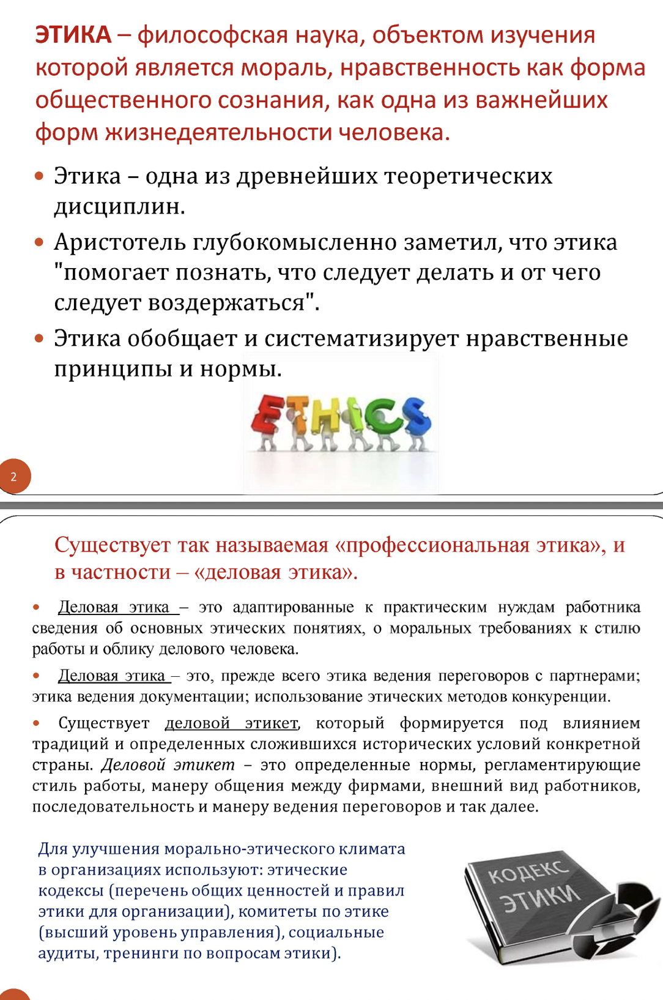 ЭТИКА – философская наука, объектом изучения
которой является мораль, нравственность как форма
общественного сознания, как одна из важнейших
форм жизнедеятельности человека.
• Этика – одна из древнейших теоретических
дисциплин.
• Аристотель глубокомысленно заметил, что этика
"помогает познать, что следует делать и от чего
следует воздержаться".
• Этика обобщает и систематизирует нравственные
принципы и нормы.
ETHICS
2
Существует так называемая «профессиональная этика», и
в частности – «деловая этика».
• Деловая этика – это адаптированные к практическим нуждам работника
сведения об основных этических понятиях, о моральных требованиях к стилю
работы и облику делового человека.
• Деловая этика – это, прежде всего этика ведения переговоров с партнерами;
этика ведения документации; использование этических методов конкуренции.
• Существует деловой этикет, который формируется под влиянием
традиций и определенных сложившихся исторических условий конкретной
страны. Деловой этикет – это определенные нормы, регламентирующие
стиль работы, манеру общения между фирмами, внешний вид работников,
последовательность и манеру ведения переговоров и так далее.
Для улучшения морально-этического климата
в организациях используют: этические
кодексы (перечень общих ценностей и правил
этики для организации), комитеты по этике
(высший уровень управления), социальные
аудиты, тренинги по вопросам этики).
КОДЕКС
ЭТИКИ